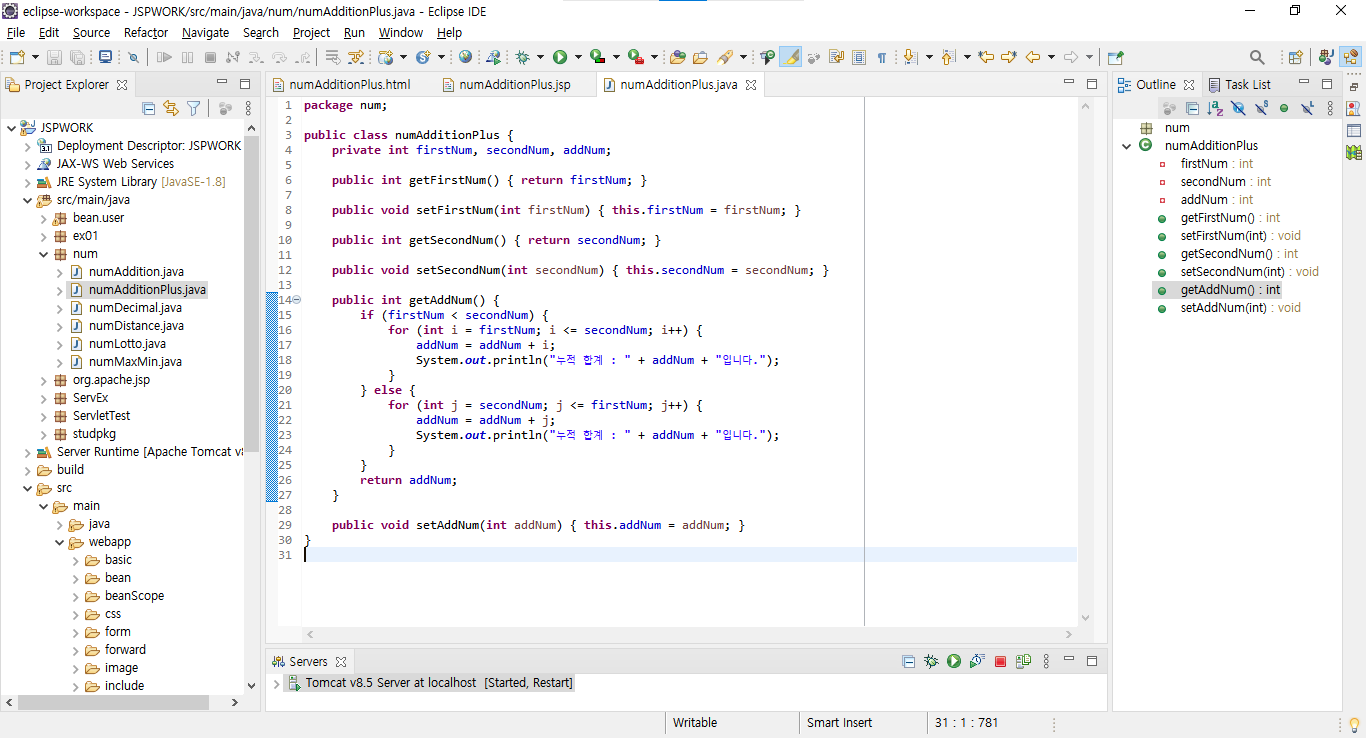 eclipse-workspace - JSPWORK/src/main/java/num/numAdditionPlus.java - Eclipse IDE
File Edit Source Refactor Navigate Search Project Run Window Help
Project Explorer
JSPWORK
Deployment Descriptor: JSPWORK
JAX-WS Web Services
JRE System Library [JavaSE-1.8]
src/main/java
bean.user
ex01
num
numAddition.java
numAdditionPlus.java
numDecimal.java
numDistance.java
numLotto.java
numMaxMin.java
org.apache.jsp
ServEx
ServletTest
studpkg
Server Runtime [Apache Tomcat v8
build
src
main
java
webapp
basic
bean
beanScope
css
form
forward
image
include
numAdditionPlus.html numAdditionPlus.jsp numAdditionPlus.java
1 package num;
2
3 public class numAdditionPlus {
4     private int firstNum, secondNum, addNum;
5
6     public int getFirstNum() { return firstNum; }
7
8     public void setFirstNum(int firstNum) { this.firstNum = firstNum; }
9
10     public int getSecondNum() { return secondNum; }
11
12     public void setSecondNum(int secondNum) { this.secondNum = secondNum; }
13
14     public int getAddNum() {
15         if (firstNum < secondNum) {
16             for (int i = firstNum; i <= secondNum; i++) {
17                 addNum = addNum + i;
18                 System.out.println("누적 합계 : " + addNum + "입니다.");
19             }
20         } else {
21             for (int j = secondNum; j <= firstNum; j++) {
22                 addNum = addNum + j;
23                 System.out.println("누적 합계 : " + addNum + "입니다.");
24             }
25         }
26         return addNum;
27     }
28
29     public void setAddNum(int addNum) { this.addNum = addNum; }
30 }
31
Servers
Tomcat v8.5 Server at localhost [Started, Restart]
Outline Task List
num
numAdditionPlus
firstNum : int
secondNum : int
addNum : int
getFirstNum() : int
setFirstNum(int) : void
getSecondNum() : int
setSecondNum(int) : void
getAddNum() : int
setAddNum(int) : void
Writable Smart Insert 31 : 1 : 781